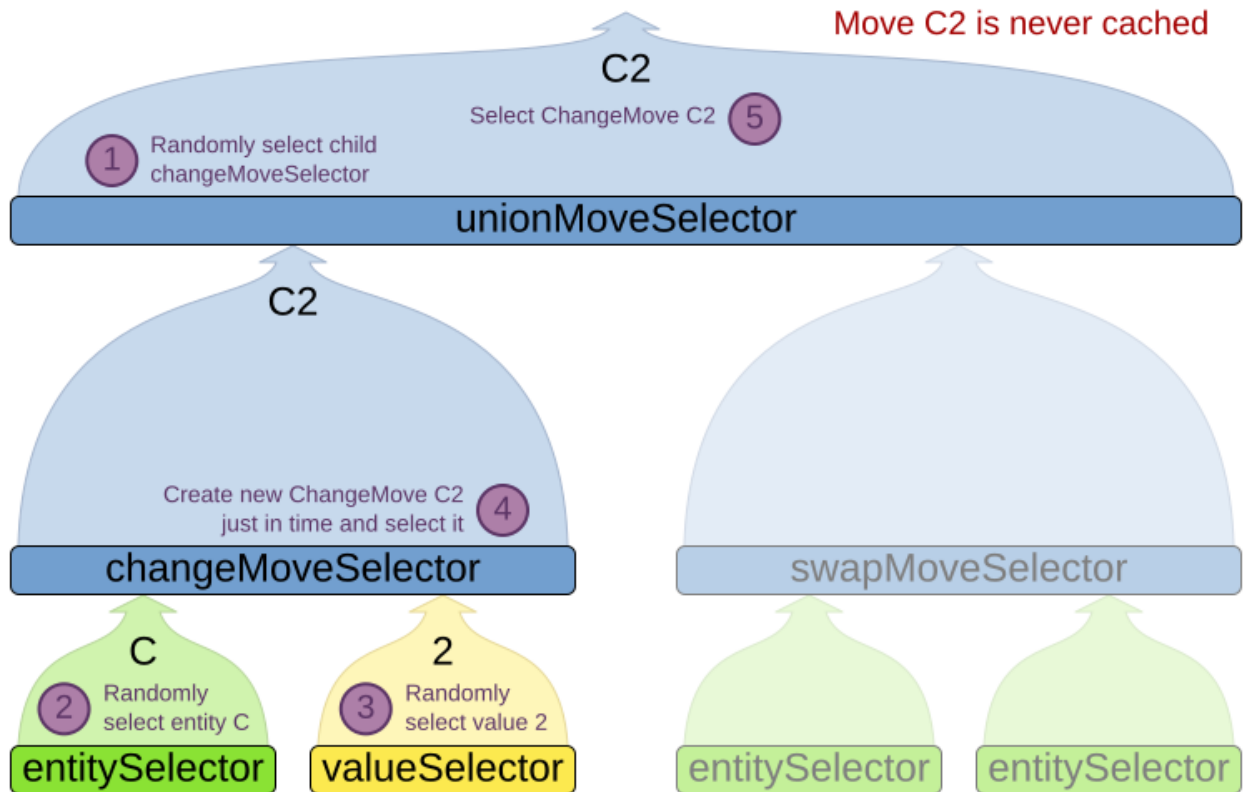 Move C2 is never cached
C2
Select ChangeMove C2 5
1 Randomly select child
changeMoveSelector
unionMoveSelector
C2
Create new ChangeMove C2 4
just in time and select it
changeMoveSelector
swapMoveSelector
C
2
2 Randomly
select entity C
3 Randomly
select value 2
entitySelector
valueSelector
entitySelector
entitySelector